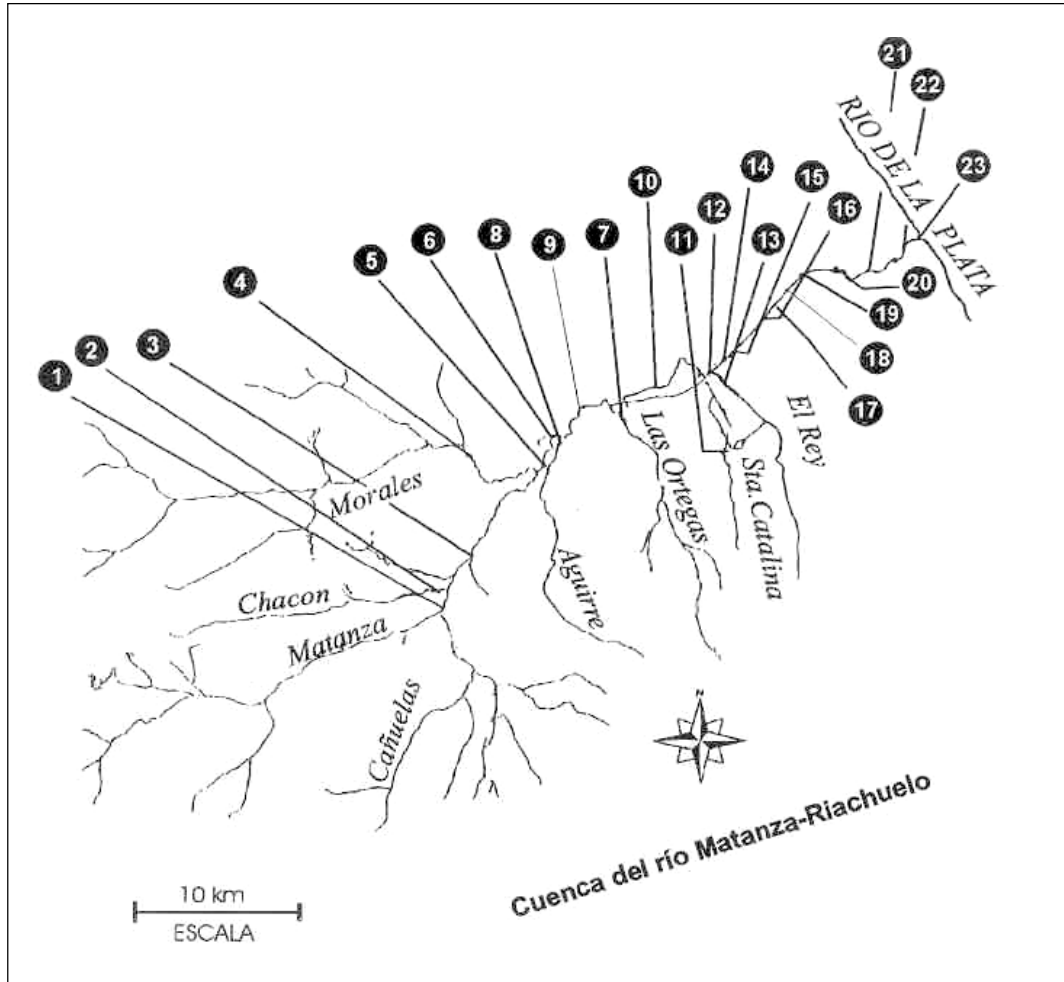 21
22
RIO DE LA PLATA
23
10
14
15
12
16
6
8
9
7
11
13
5
4
20
19
3
2
18
1
17
El Rey
Las Ortegas
Sta. Catalina
Morales
Aguirre
Chacon
Matanza
Cañuelas
N
Cuenca del río Matanza-Riachuelo
10 km
ESCALA